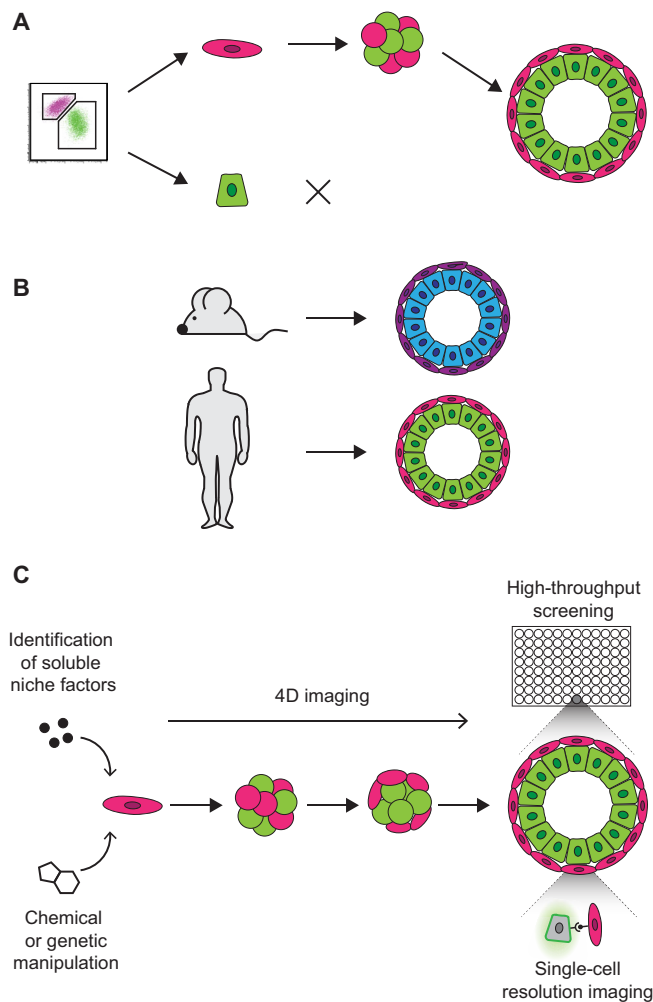 A
B
C
High-throughput
screening
Identification
of soluble
niche factors
4D imaging
Chemical
or genetic
manipulation
Single-cell
resolution imaging